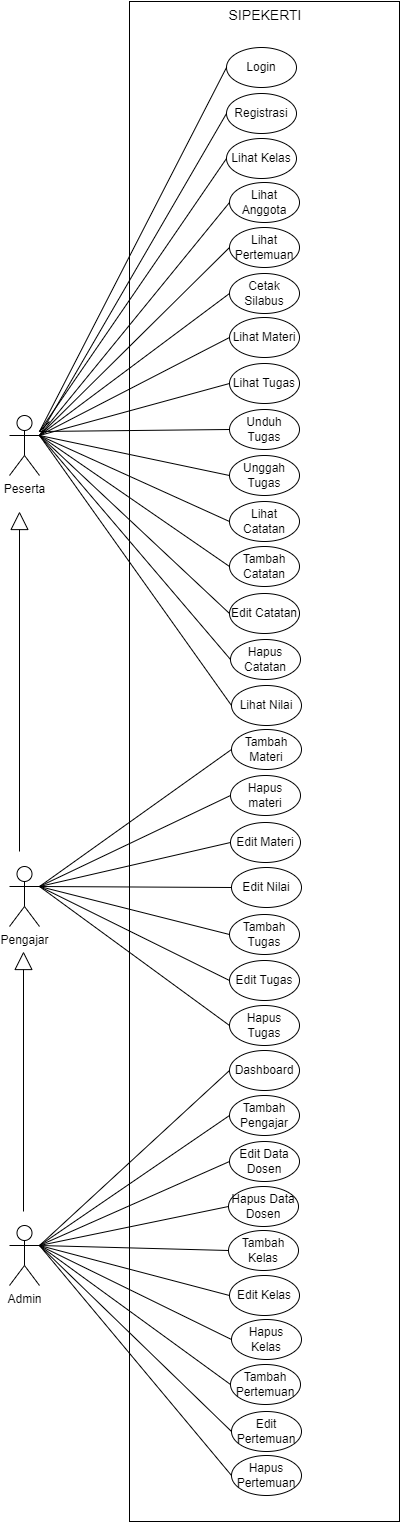 SIPEKERTI
Login
Registrasi
Lihat Kelas
Lihat
Anggota
Lihat
Pertemuan
Cetak
Silabus
Lihat Materi
Lihat Tugas
Unduh
Tugas
Peserta
Unggah
Tugas
Lihat
Catatan
Tambah
Catatan
Edit Catatan
Hapus
Catatan
Lihat Nilai
Tambah
Materi
Hapus
materi
Edit Materi
Edit Nilai
Pengajar
Tambah
Tugas
Edit Tugas
Hapus
Tugas
Dashboard
Tambah
Pengajar
Edit Data
Dosen
Hapus Data
Dosen
Tambah
Kelas
Admin
Edit Kelas
Hapus
Kelas
Tambah
Pertemuan
Edit
Pertemuan
Hapus
Pertemuan